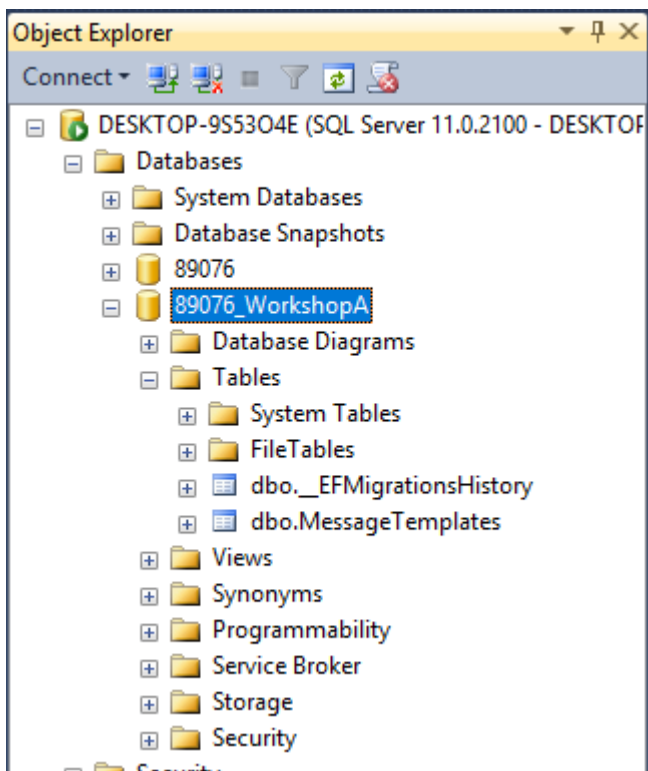 Object Explorer
Connect
DESKTOP-9S53O4E (SQL Server 11.0.2100 - DESKTOP
Databases
System Databases
Database Snapshots
89076
89076_WorkshopA
Database Diagrams
Tables
System Tables
FileTables
dbo.__EFMigrationsHistory
dbo.MessageTemplates
Views
Synonyms
Programmability
Service Broker
Storage
Security
Security